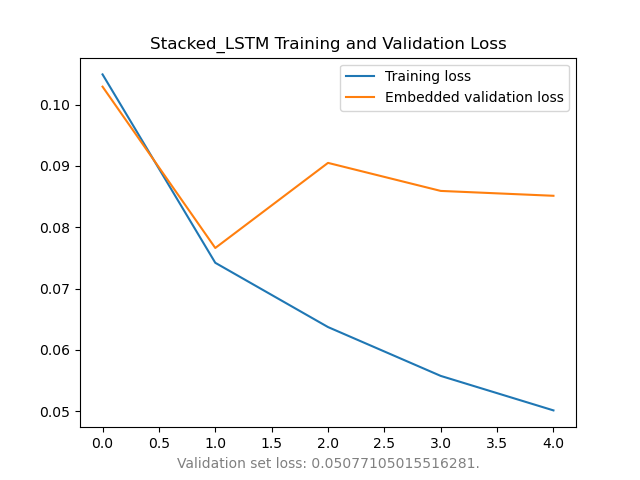 Stacked_LSTM Training and Validation Loss
Training loss
Embedded validation loss
0.10
0.09
0.08
0.07
0.06
0.05
0.0 0.5 1.0 1.5 2.0 2.5 3.0 3.5 4.0
Validation set loss: 0.05077105015516281.